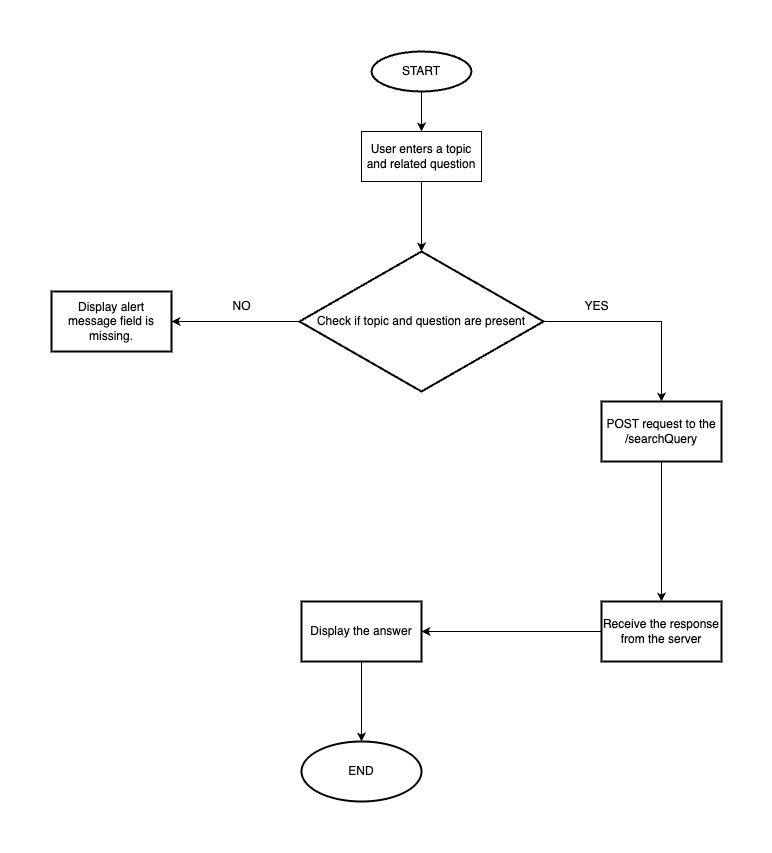 START
User enters a topic
and related question
NO
YES
Display alert
message field is
missing.
Check if topic and question are present
POST request to the
/searchQuery
Display the answer
Receive the response
from the server
END